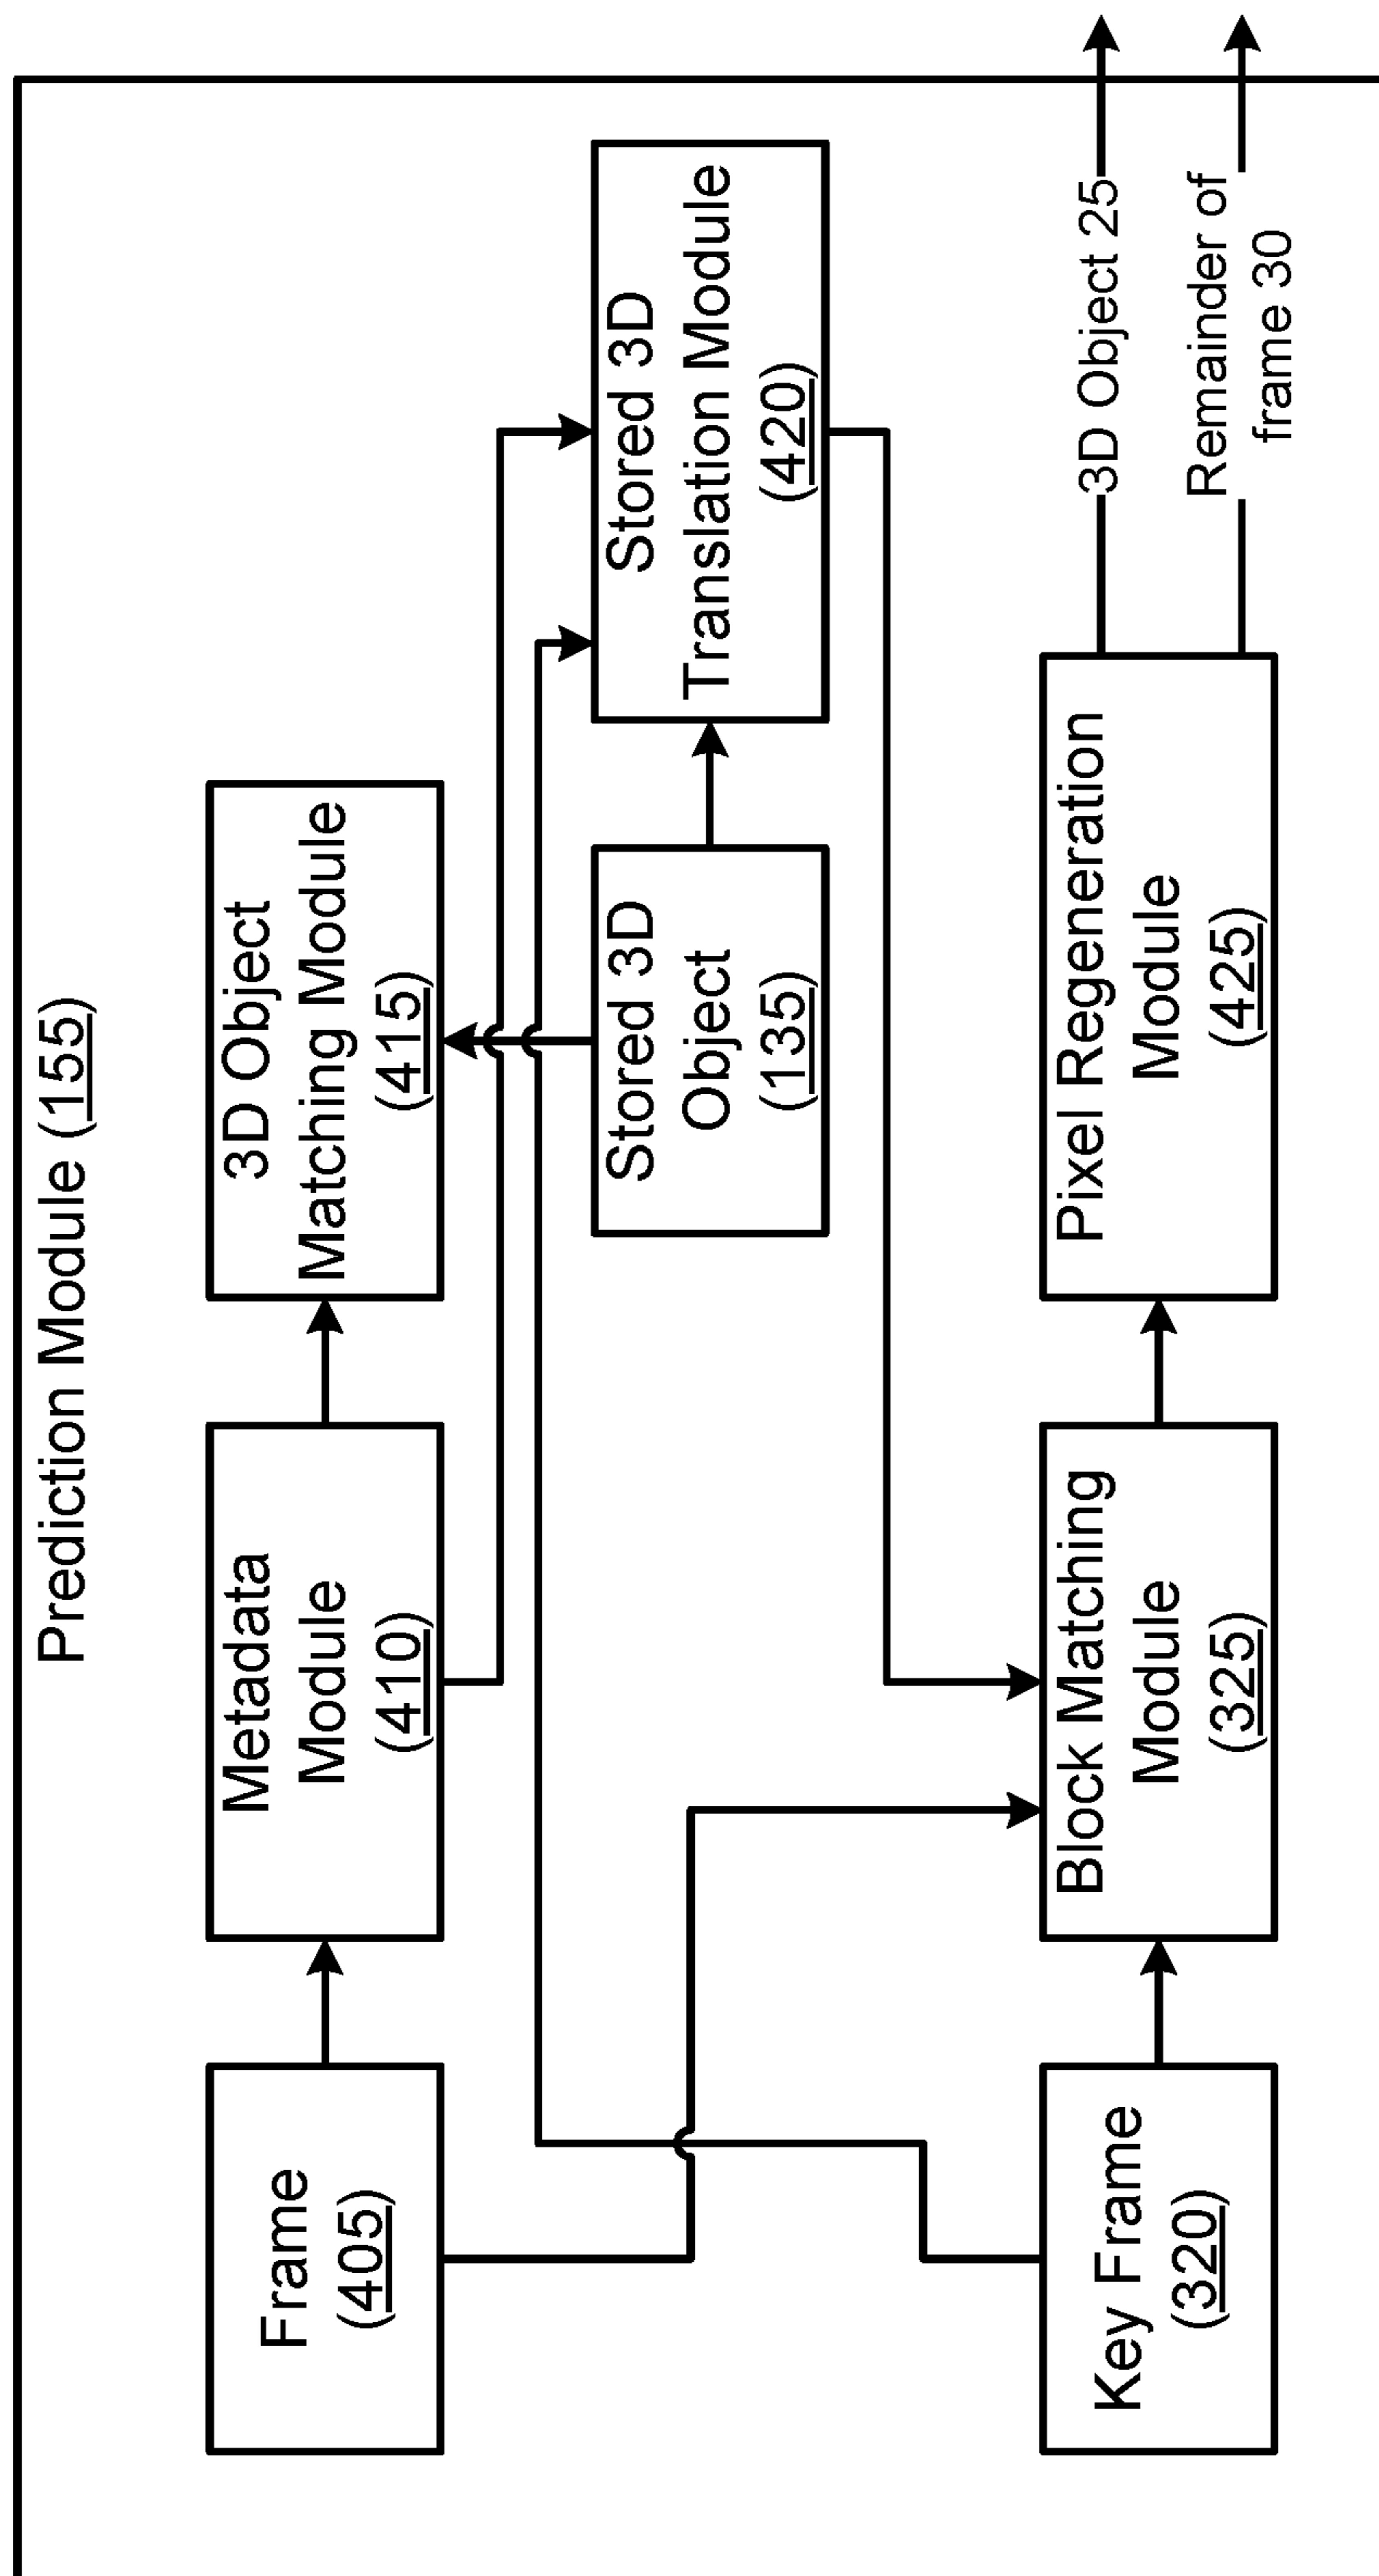 Prediction Module (155)
Frame
(405)
Metadata
Module
(410)
3D Object
Matching Module
(415)
Stored 3D
Object
(135)
Stored 3D
Translation Module
(420)
Key Frame
(320)
Block Matching
Module
(325)
Pixel Regeneration
Module
(425)
3D Object 25
Remainder of
frame 30